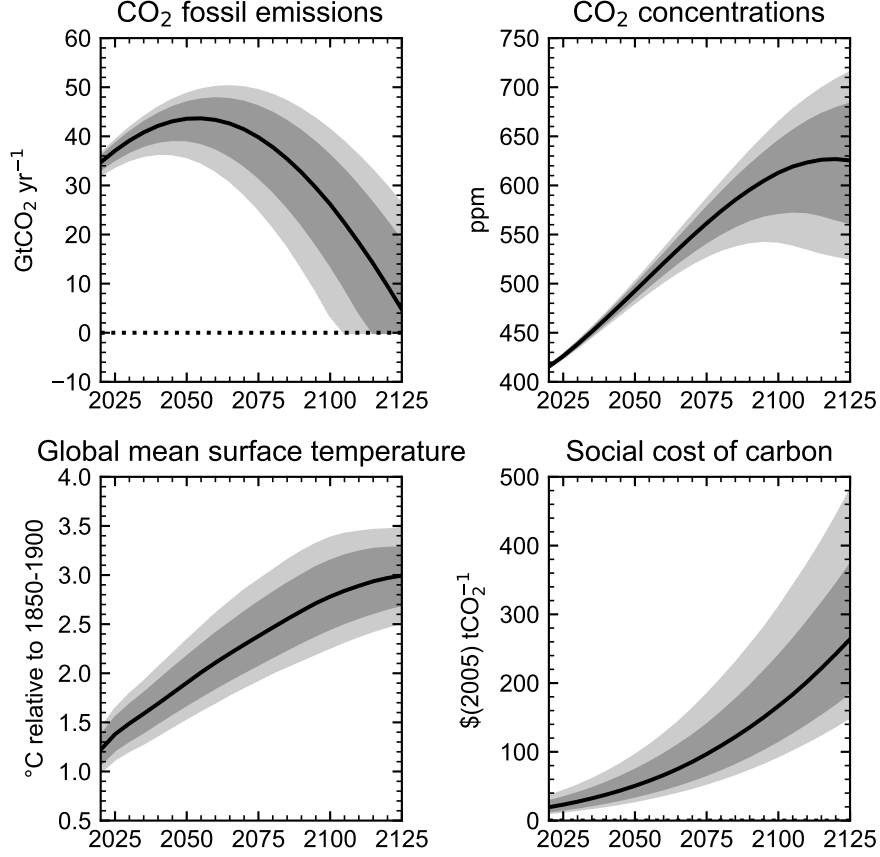 CO₂ fossil emissions
GtCO₂ yr⁻¹
60
50
40
30
20
10
0
−10
2025 2050 2075 2100 2125
CO₂ concentrations
ppm
750
700
650
600
550
500
450
400
2025 2050 2075 2100 2125
Global mean surface temperature
°C relative to 1850-1900
4.0
3.5
3.0
2.5
2.0
1.5
1.0
0.5
2025 2050 2075 2100 2125
Social cost of carbon
$(2005) tCO₂⁻¹
500
400
300
200
100
0
2025 2050 2075 2100 2125